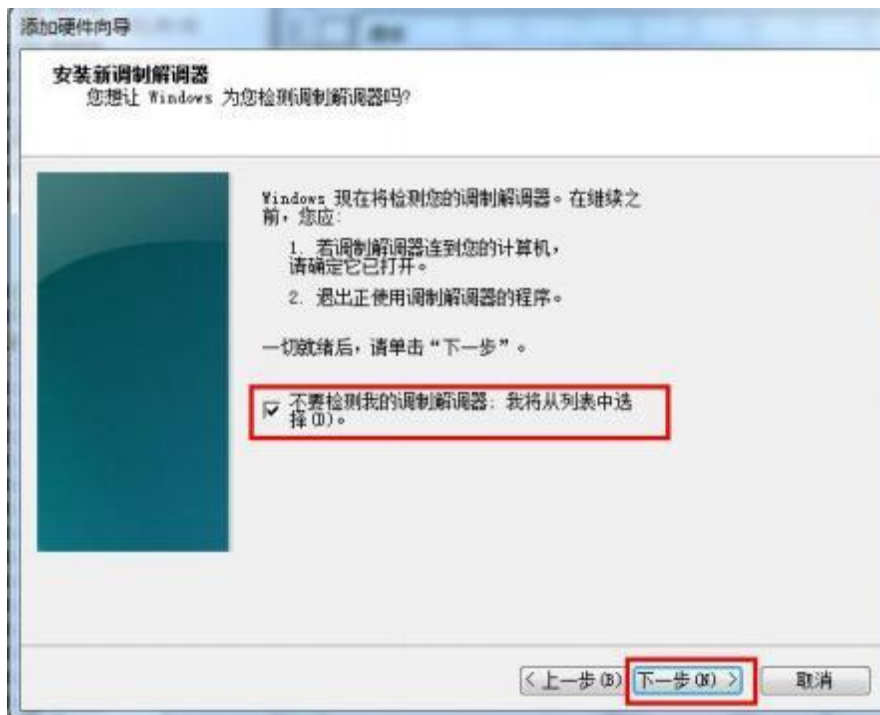 添加硬件向导
安装新调制解调器
您想让 Windows 为您检测调制解调器吗?
Windows 现在将检测您的调制解调器。在继续之
前，您应:
1. 若调制解调器连到您的计算机，
请确定它已打开。
2. 退出正使用调制解调器的程序。
一切就绪后，请单击“下一步”。
不要检测我的调制解调器: 我将从列表中选
择(D)。
< 上一步(B)
下一步(N) >
取消